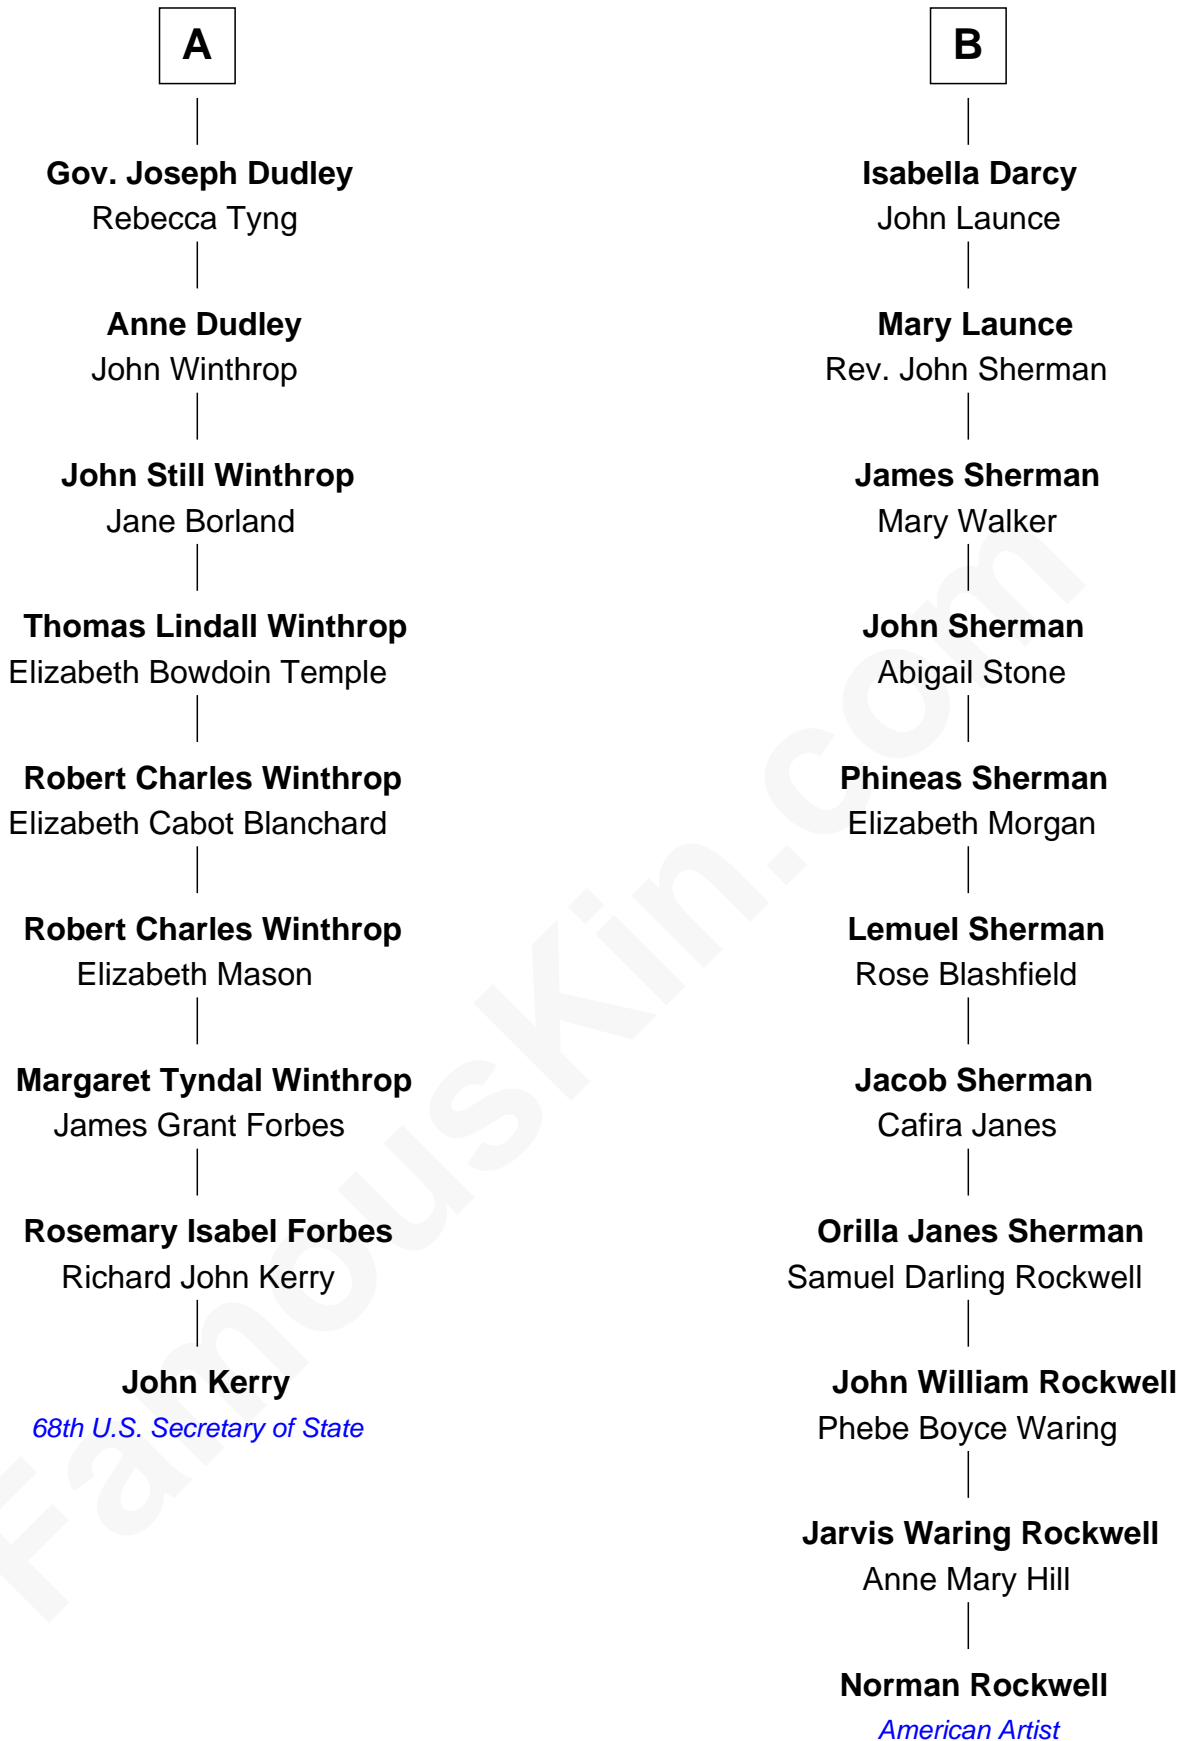 A
Gov. Joseph Dudley
Rebecca Tyng
Anne Dudley
John Winthrop
John Still Winthrop
Jane Borland
Thomas Lindall Winthrop
Elizabeth Bowdoin Temple
Robert Charles Winthrop
Elizabeth Cabot Blanchard
Robert Charles Winthrop
Elizabeth Mason
Margaret Tyndal Winthrop
James Grant Forbes
Rosemary Isabel Forbes
Richard John Kerry
John Kerry
68th U.S. Secretary of State
B
Isabella Darcy
John Launce
Mary Launce
Rev. John Sherman
James Sherman
Mary Walker
John Sherman
Abigail Stone
Phineas Sherman
Elizabeth Morgan
Lemuel Sherman
Rose Blashfield
Jacob Sherman
Cafira Janes
Orilla Janes Sherman
Samuel Darling Rockwell
John William Rockwell
Phebe Boyce Waring
Jarvis Waring Rockwell
Anne Mary Hill
Norman Rockwell
American Artist
FamousKin.com